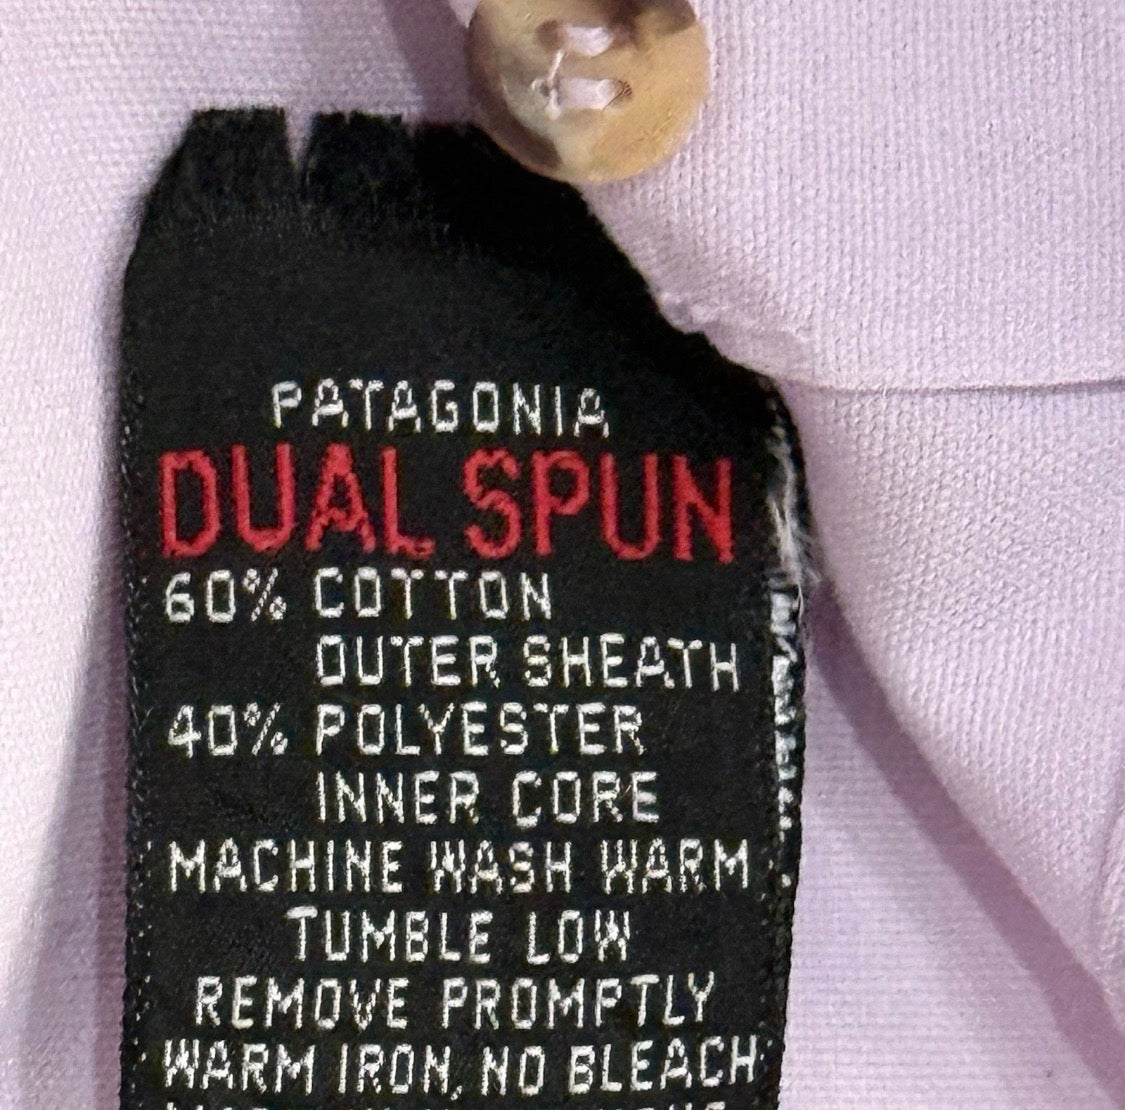 PATAGONIA
DUAL SPUN
60% COTTON
OUTER SHEATH
40% POLYESTER
INNER CORE
MACHINE WASH WARM
TUMBLE LOW
REMOVE PROMPTLY
WARM IRON, NO BLEACH